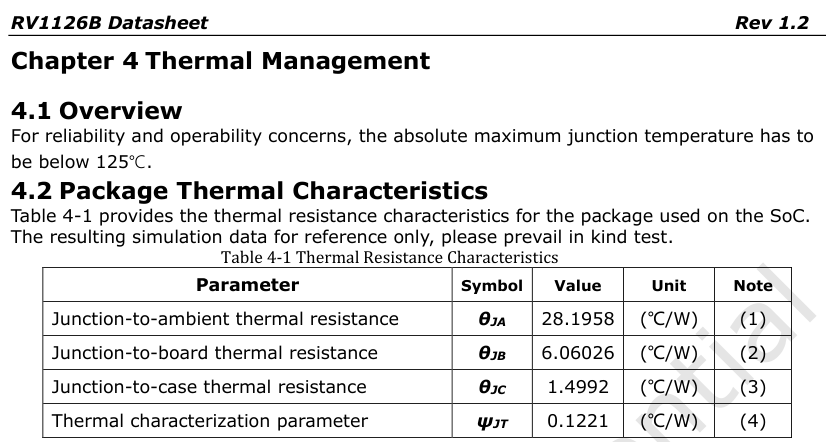 RV1126B Datasheet Rev 1.2
Chapter 4 Thermal Management
4.1 Overview
For reliability and operability concerns, the absolute maximum junction temperature has to
be below 125℃.
4.2 Package Thermal Characteristics
Table 4-1 provides the thermal resistance characteristics for the package used on the SoC.
The resulting simulation data for reference only, please prevail in kind test.
Table 4-1 Thermal Resistance Characteristics
Parameter Symbol Value Unit Note
Junction-to-ambient thermal resistance θJA 28.1958 (℃/W) (1)
Junction-to-board thermal resistance θJB 6.06026 (℃/W) (2)
Junction-to-case thermal resistance θJC 1.4992 (℃/W) (3)
Thermal characterization parameter ψJT 0.1221 (℃/W) (4)